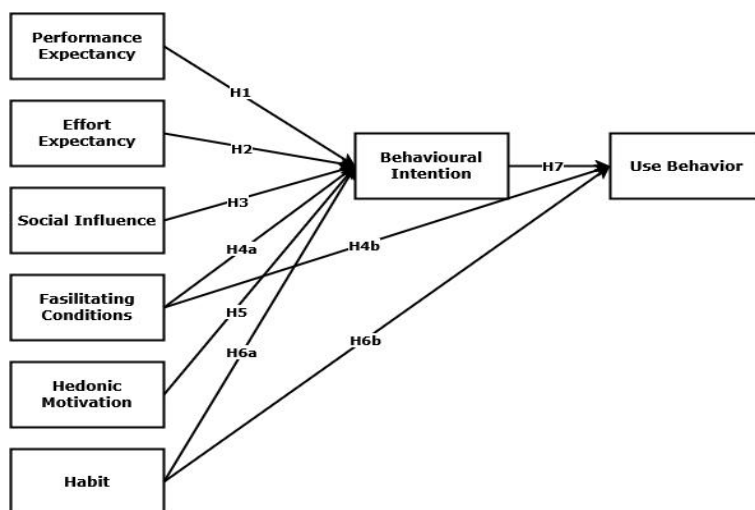 Performance
Expectancy
H1
Effort
Expectancy
H2
Behavioural
Intention
H7
Use Behavior
Social Influence
H3
H4a
H4b
Fasilitating
Conditions
H5
H6a
H6b
Hedonic
Motivation
Habit